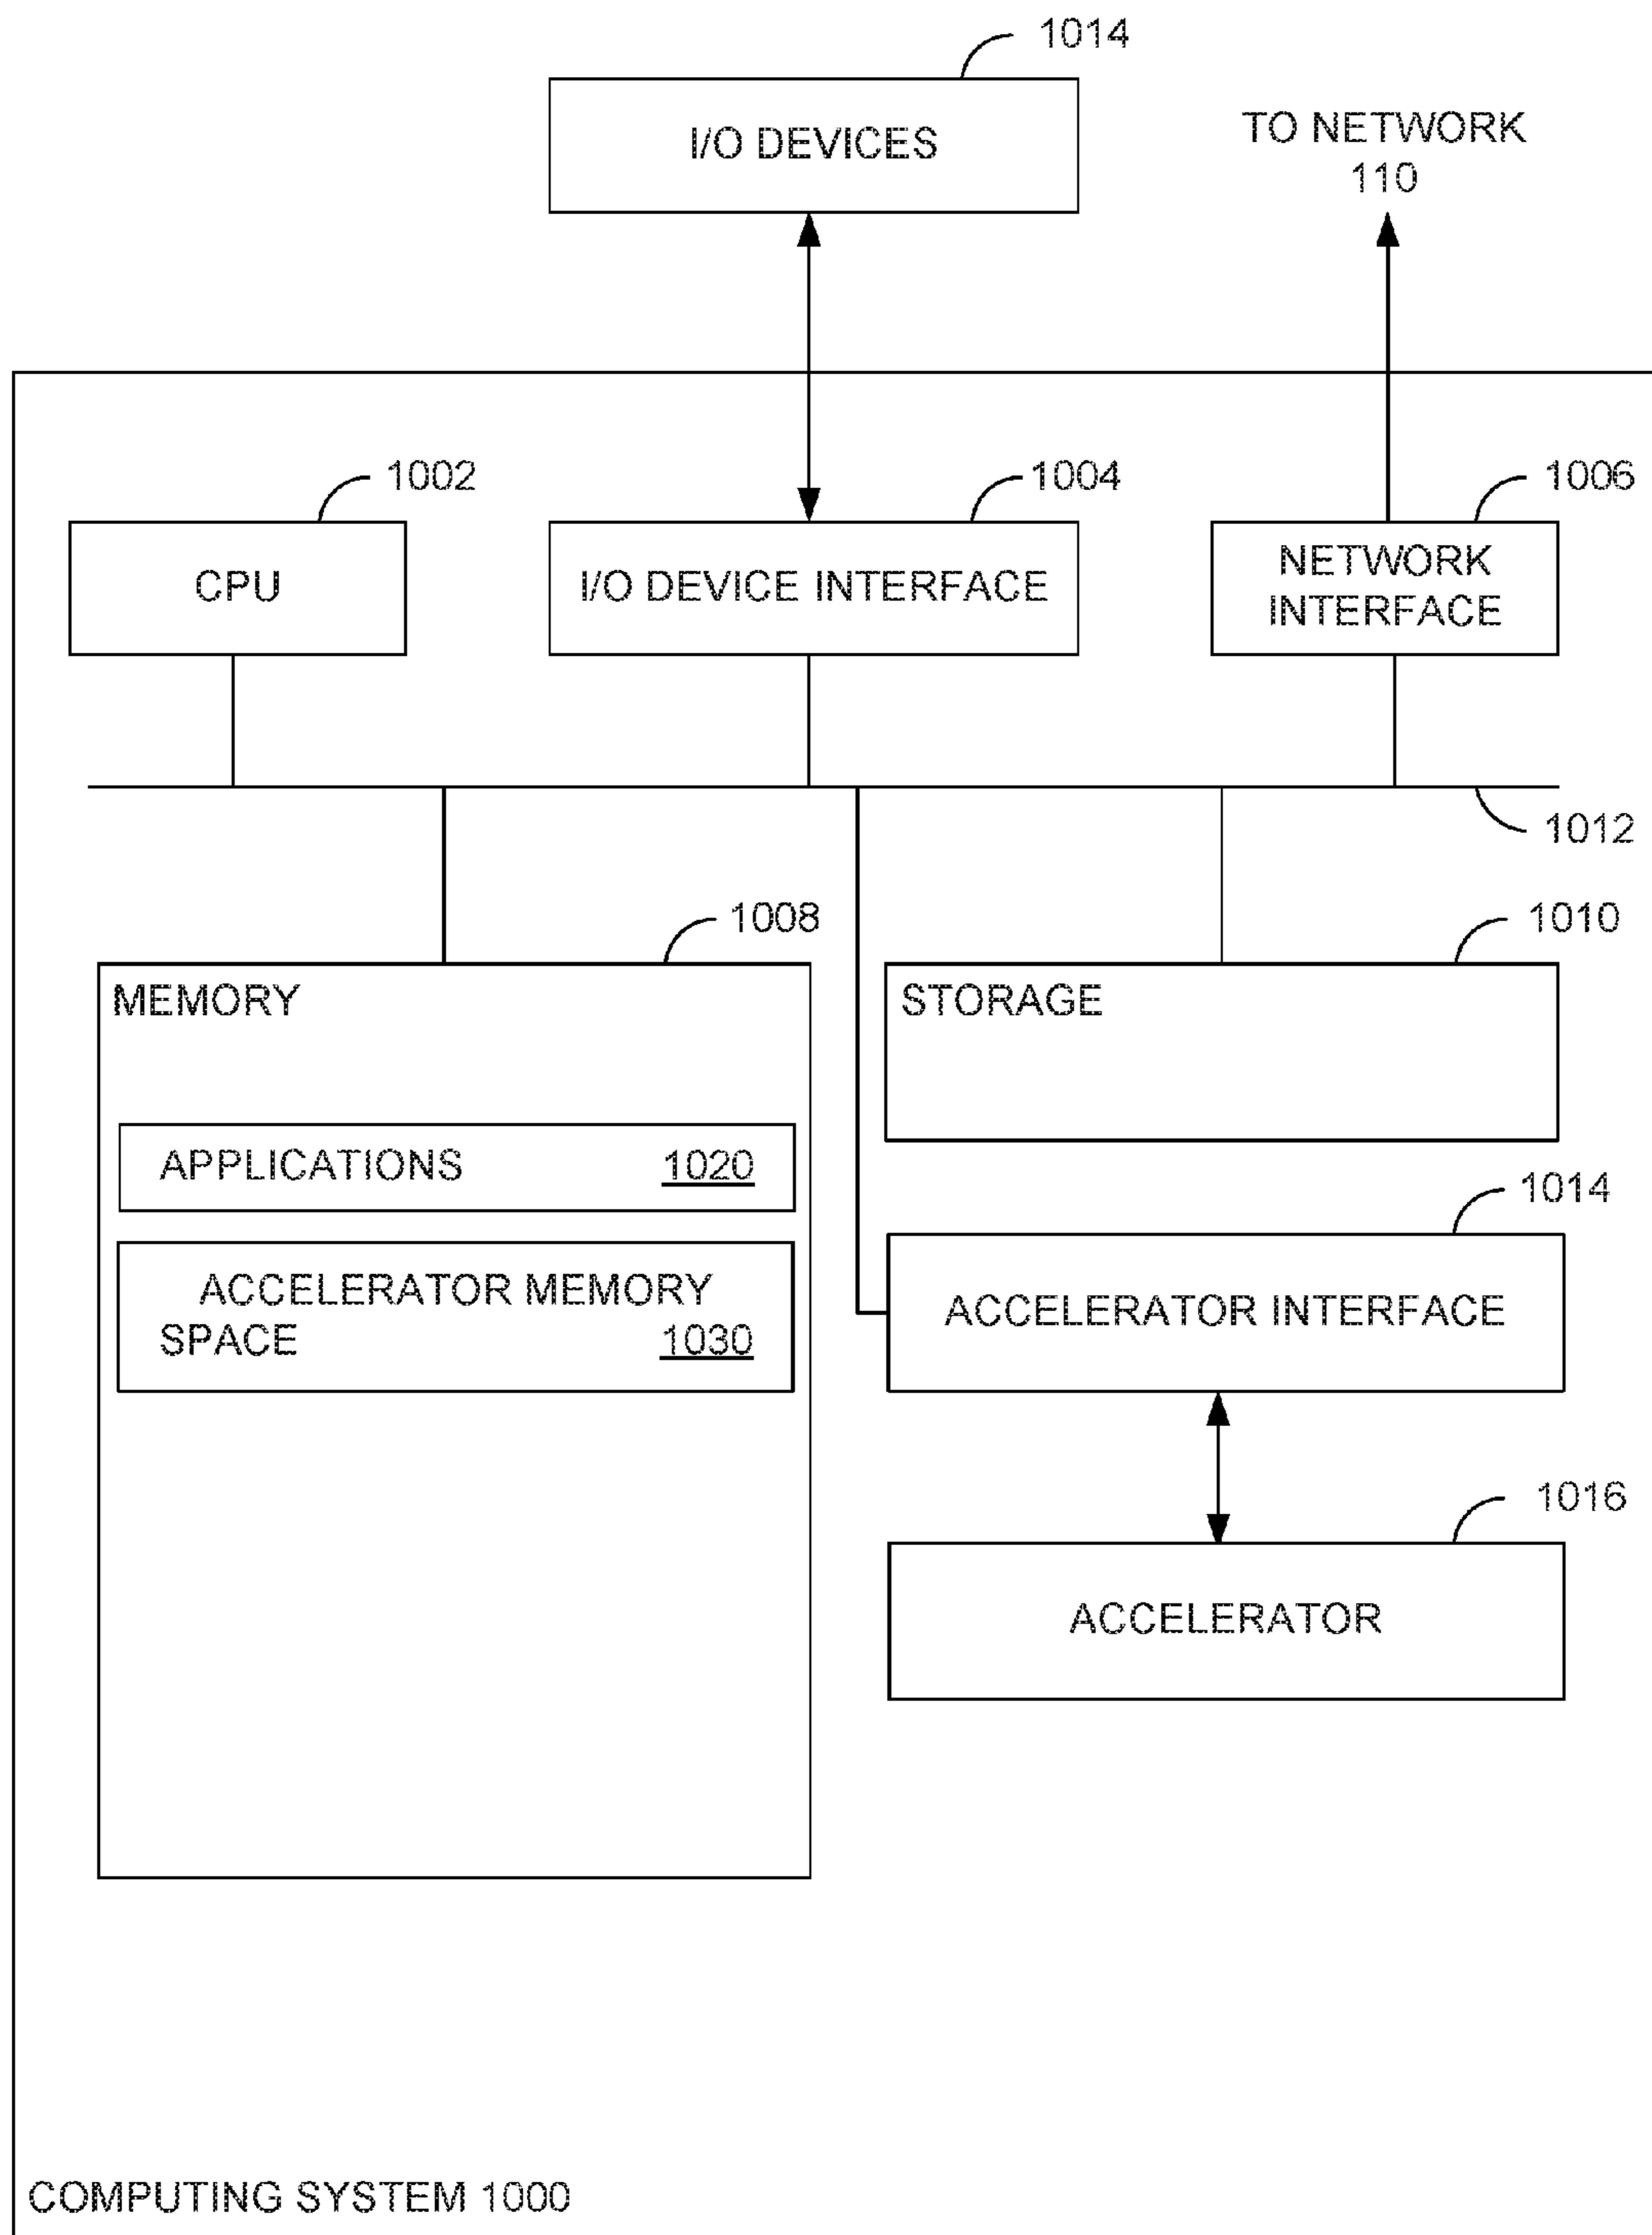 1014
I/O DEVICES
TO NETWORK
110
1002
1004
1006
CPU
I/O DEVICE INTERFACE
NETWORK
INTERFACE
1012
1008
1010
MEMORY
STORAGE
APPLICATIONS 1020
1014
ACCELERATOR MEMORY
SPACE 1030
ACCELERATOR INTERFACE
1016
ACCELERATOR
COMPUTING SYSTEM 1000